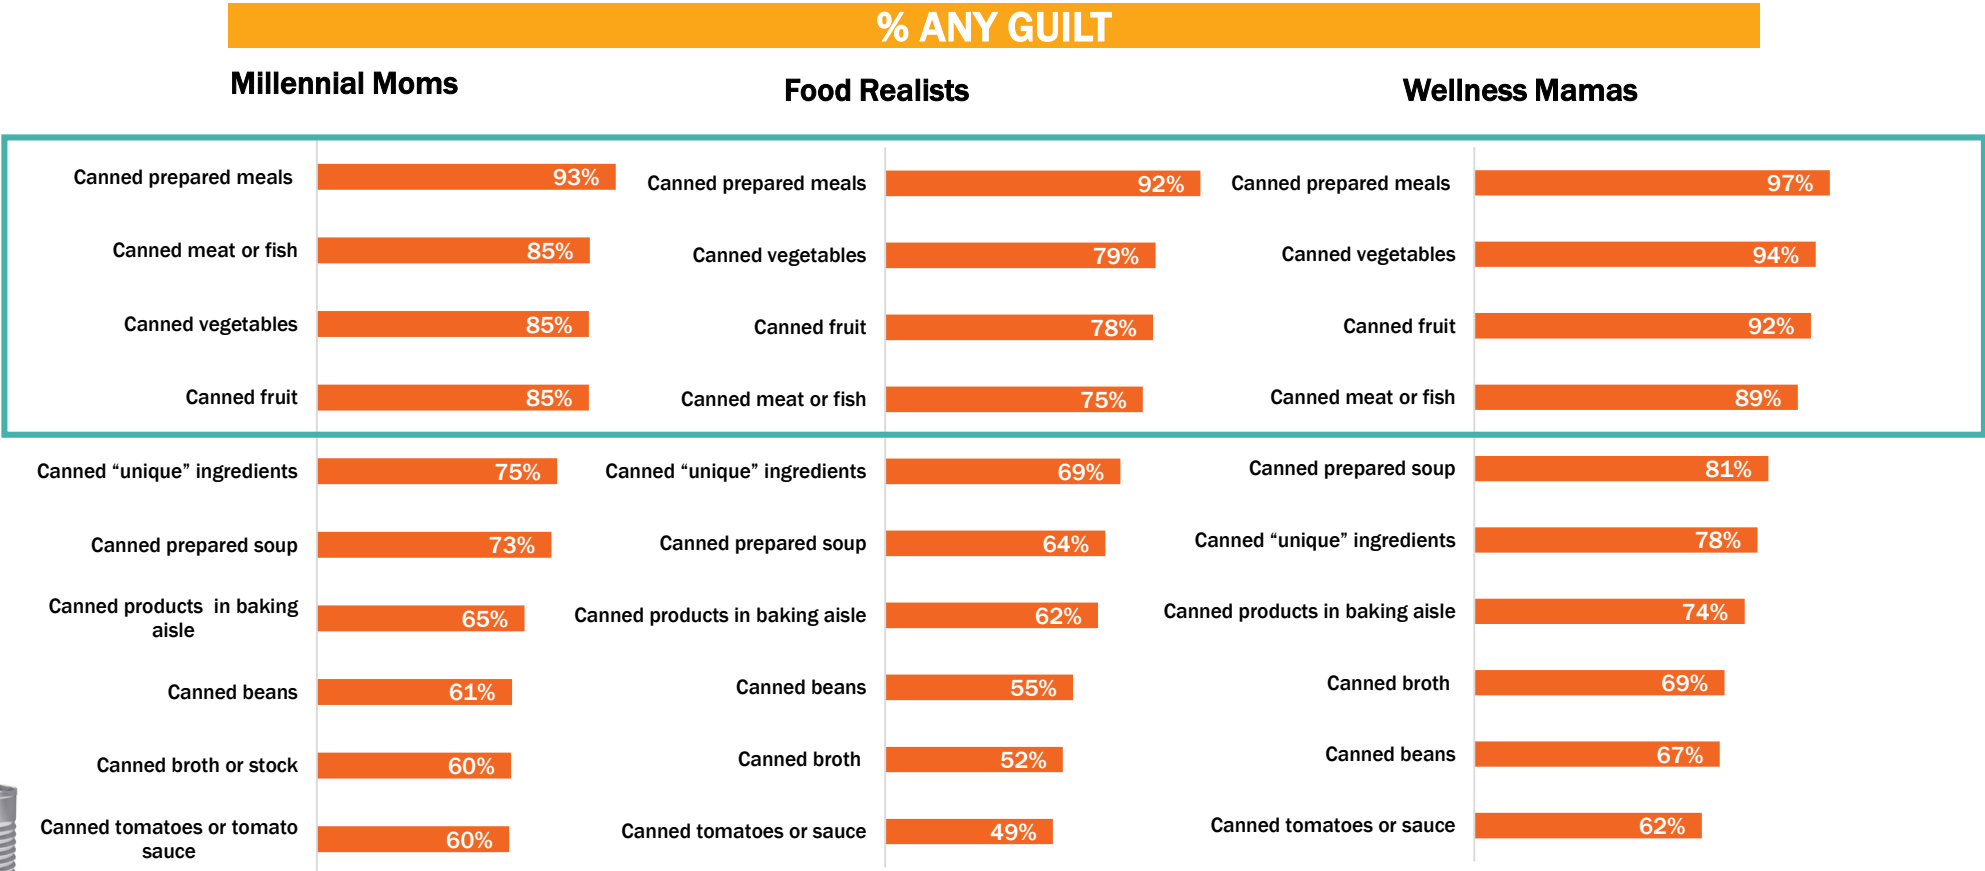 % ANY GUILT
Millennial Moms
Canned prepared meals 93%
Canned meat or fish 85%
Canned vegetables 85%
Canned fruit 85%
Canned “unique” ingredients 75%
Canned prepared soup 73%
Canned products in baking
aisle 65%
Canned beans 61%
Canned broth or stock 60%
Canned tomatoes or tomato
sauce 60%
Food Realists
Canned prepared meals 92%
Canned vegetables 79%
Canned fruit 78%
Canned meat or fish 75%
Canned “unique” ingredients 69%
Canned prepared soup 64%
Canned products in baking aisle 62%
Canned beans 55%
Canned broth 52%
Canned tomatoes or sauce 49%
Wellness Mamas
Canned prepared meals 97%
Canned vegetables 94%
Canned fruit 92%
Canned meat or fish 89%
Canned prepared soup 81%
Canned “unique” ingredients 78%
Canned products in baking aisle 74%
Canned broth 69%
Canned beans 67%
Canned tomatoes or sauce 62%